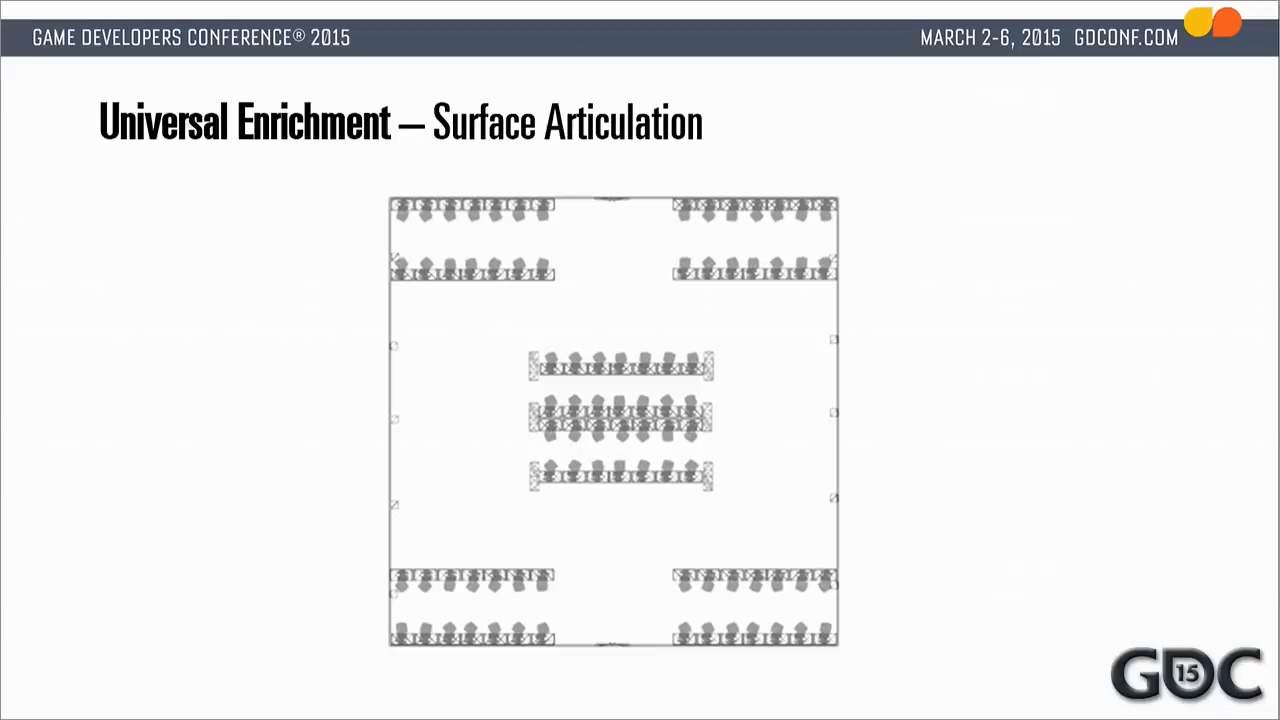 GAME DEVELOPERS CONFERENCE® 2015
MARCH 2-6, 2015 GDCONF.COM
Universal Enrichment – Surface Articulation
GDC 15